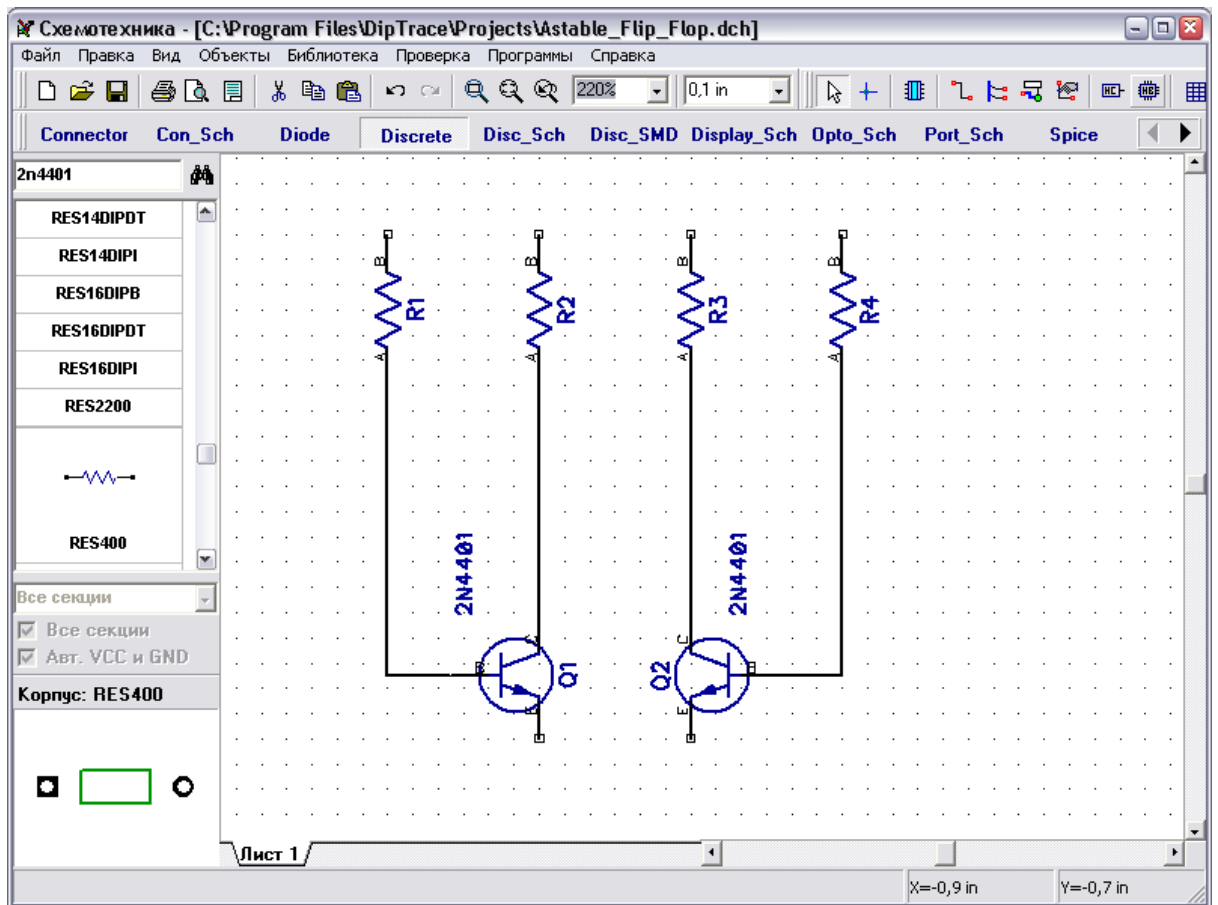 Схемотехника - [C:\Program Files\DipTrace\Projects\Astable_Flip_Flop.dch]
Файл Правка Вид Объекты Библиотека Проверка Программы Справка
220% 0,1 in
Connector Con_Sch Diode Discrete Disc_Sch Disc_SMD Display_Sch Opto_Sch Port_Sch Spice
2n4401
RES14DIPDT
RES14DIPI
RES16DIPB
RES16DIPDT
RES16DIPI
RES2200
RES400
Все секции
Все секции
Авт. VCC и GND
Корпус: RES400
B B B B
R1 R2 R3 R4
A A A A
2N4401 2N4401
C C
B Q1 Q2 B
E E
Лист 1
X=-0,9 in Y=-0,7 in